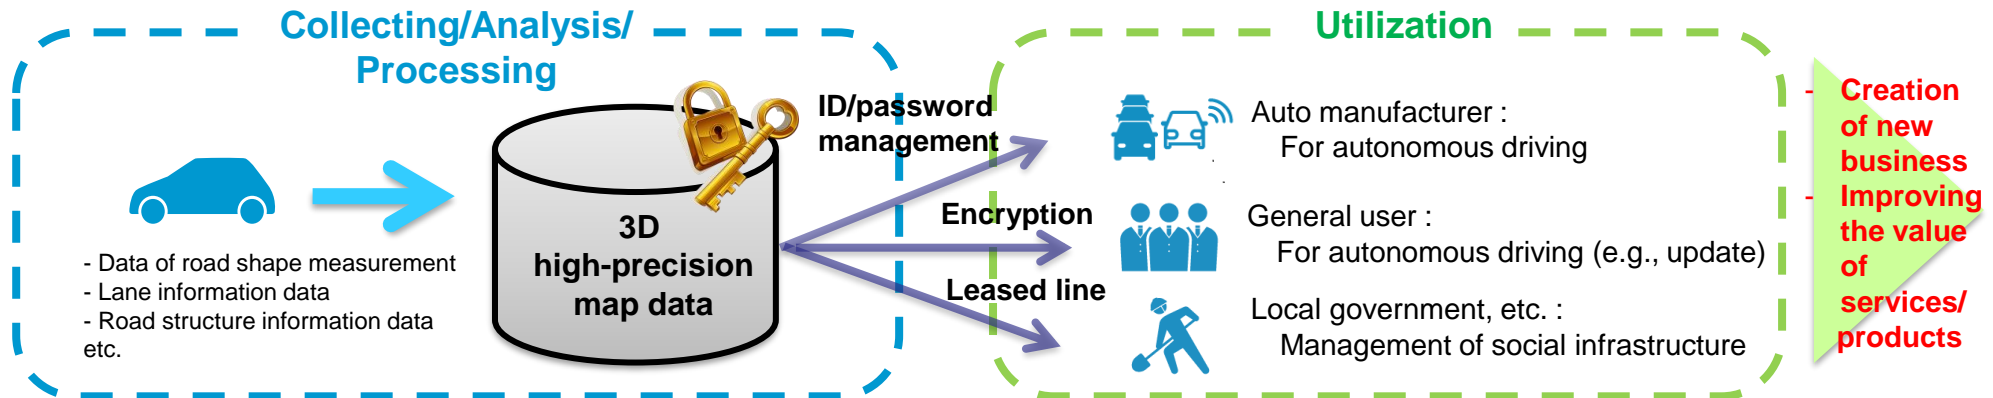 Collecting/Analysis/
Processing
- Data of road shape measurement
- Lane information data
- Road structure information data
etc.
3D
high-precision
map data
ID/password
management
Encryption
Leased line
Utilization
Auto manufacturer :
For autonomous driving
General user :
For autonomous driving (e.g., update)
Local government, etc. :
Management of social infrastructure
- Creation
of new
business
- Improving
the value
of
services/
products